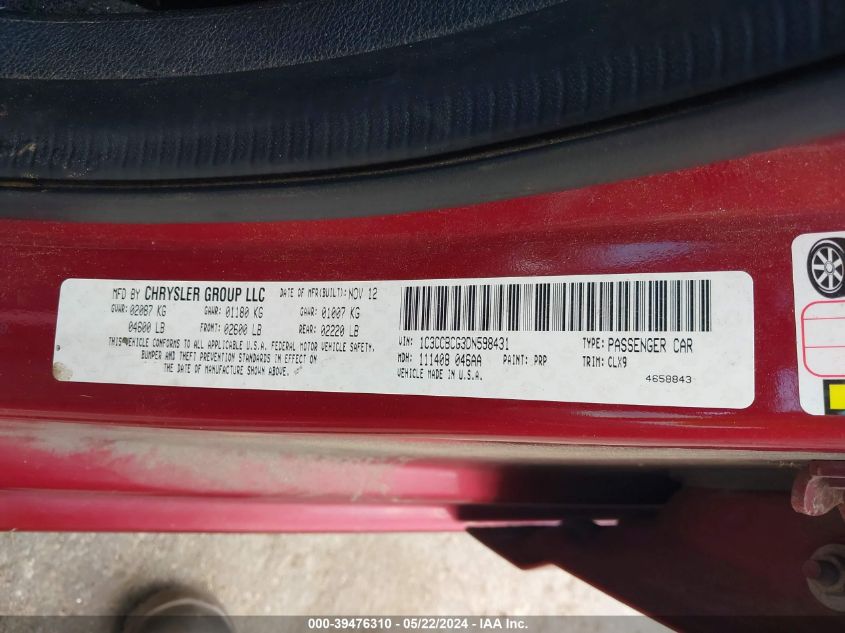 MFD BY CHRYSLER GROUP LLC DATE OF MFR(BUILT): NOV 12
GVWR: 02087 KG GAWR: 01180 KG GAWR: 01007 KG
04600 LB FRONT: 02600 LB REAR: 02220 LB
THIS VEHICLE CONFORMS TO ALL APPLICABLE U.S.A. FEDERAL MOTOR VEHICLE SAFETY,
BUMPER AND THEFT PREVENTION STANDARDS IN EFFECT ON
THE DATE OF MANUFACTURE SHOWN ABOVE.
VIN: 1C3CCBCG3DN598431 TYPE: PASSENGER CAR
MDH: 111408 046AA PAINT: PRP TRIM: CLX9
VEHICLE MADE IN U.S.A. 4658843
000-39476310 - 05/22/2024 - IAA Inc.